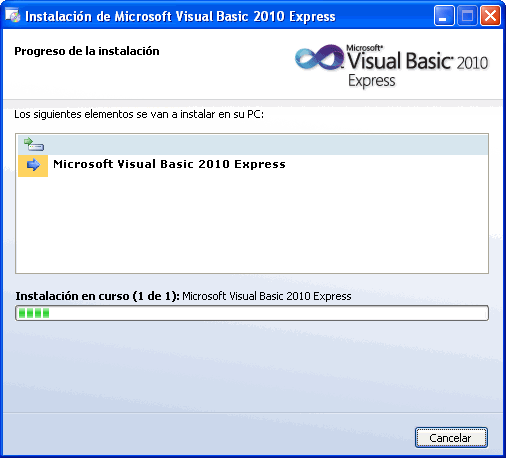 Instalación de Microsoft Visual Basic 2010 Express
Progreso de la instalación
Microsoft®
Visual Basic® 2010
Express
Los siguientes elementos se van a instalar en su PC:
Microsoft Visual Basic 2010 Express
Instalación en curso (1 de 1): Microsoft Visual Basic 2010 Express
Cancelar